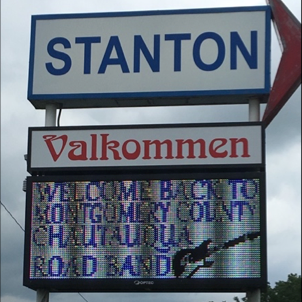 STANTON
Valkommen
WELCOME BACK TO
MONTGOMERY COUNTY
CHAUTAUQUA
ROAD BAND